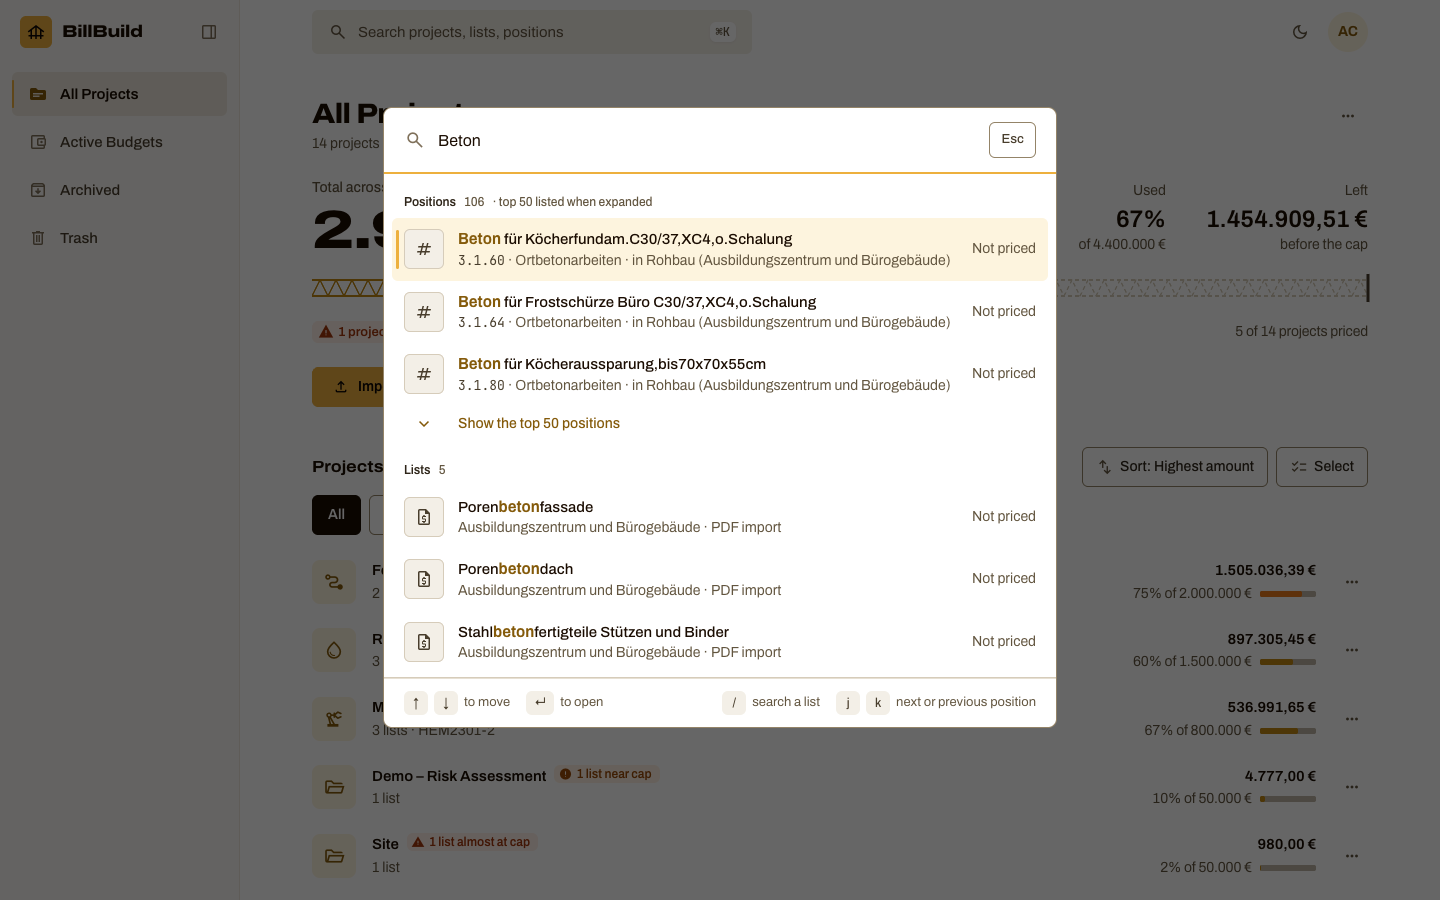 BillBuild
Search projects, lists, positions
⌘K
AC
All Projects
Active Budgets
Archived
Trash
14 projects
Total across
2.
Used
67%
of 4.400.000 €
Left
1.454.909,51 €
before the cap
5 of 14 projects priced
Beton
Esc
Positions 106 · top 50 listed when expanded
Beton für Köcherfundam.C30/37,XC4,o.Schalung
3.1.60 · Ortbetonarbeiten · in Rohbau (Ausbildungszentrum und Bürogebäude)
Not priced
Beton für Frostschürze Büro C30/37,XC4,o.Schalung
3.1.64 · Ortbetonarbeiten · in Rohbau (Ausbildungszentrum und Bürogebäude)
Not priced
Beton für Köcheraussparung,bis70x70x55cm
3.1.80 · Ortbetonarbeiten · in Rohbau (Ausbildungszentrum und Bürogebäude)
Not priced
Show the top 50 positions
Lists 5
Porenbetonfassade
Ausbildungszentrum und Bürogebäude · PDF import
Not priced
Porenbetondach
Ausbildungszentrum und Bürogebäude · PDF import
Not priced
Stahlbetonfertigteile Stützen und Binder
Ausbildungszentrum und Bürogebäude · PDF import
Not priced
↑ ↓ to move ↵ to open
/ search a list j k next or previous position
Projects
Sort: Highest amount
Select
All
1.505.036,39 €
2
75% of 2.000.000 €
897.305,45 €
3
60% of 1.500.000 €
536.991,65 €
3 lists · HEM2301-2
67% of 800.000 €
Demo – Risk Assessment
1 list near cap
4.777,00 €
1 list
10% of 50.000 €
Site
1 list almost at cap
980,00 €
1 list
2% of 50.000 €